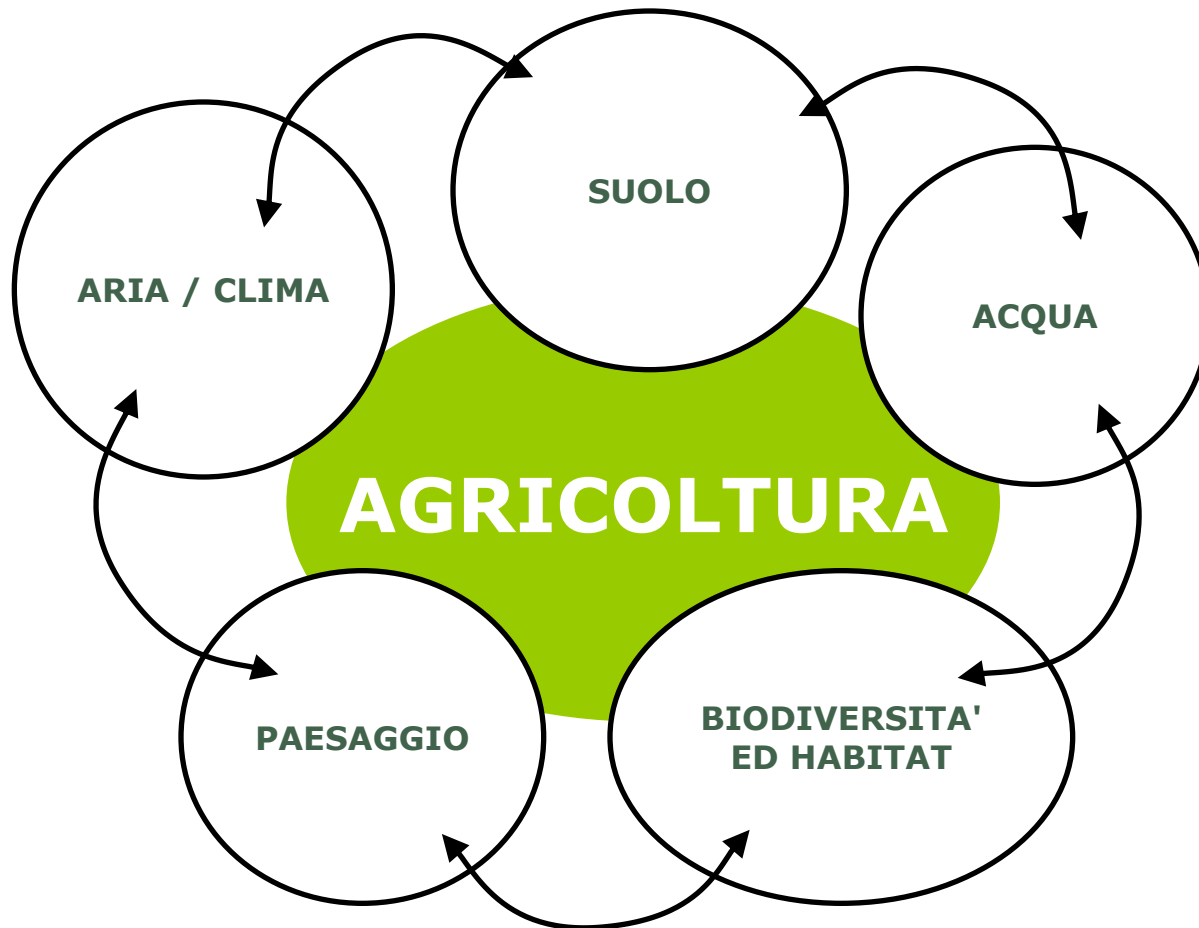 SUOLO
ARIA / CLIMA
ACQUA
AGRICOLTURA
PAESAGGIO
BIODIVERSITA'
ED HABITAT